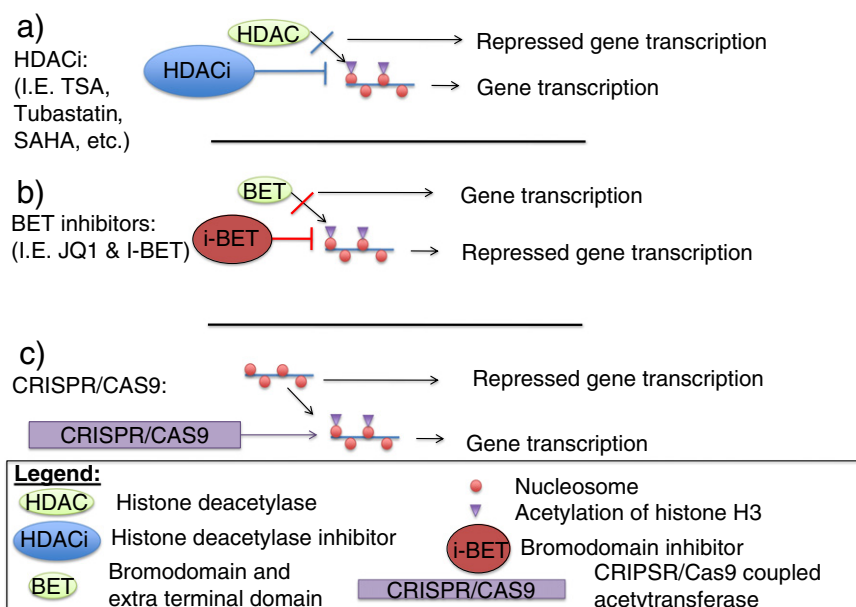 a)
HDACi:
(I.E. TSA,
Tubastatin,
SAHA, etc.)
HDAC
HDACi
Repressed gene transcription
Gene transcription
b)
BET inhibitors:
(I.E. JQ1 & I-BET)
BET
i-BET
Gene transcription
Repressed gene transcription
c)
CRISPR/CAS9:
Repressed gene transcription
CRISPR/CAS9
Gene transcription
Legend:
HDAC Histone deacetylase
HDACi Histone deacetylase inhibitor
BET Bromodomain and
extra terminal domain
Nucleosome
Acetylation of histone H3
i-BET Bromodomain inhibitor
CRISPR/CAS9 CRIPSR/Cas9 coupled
acetytransferase